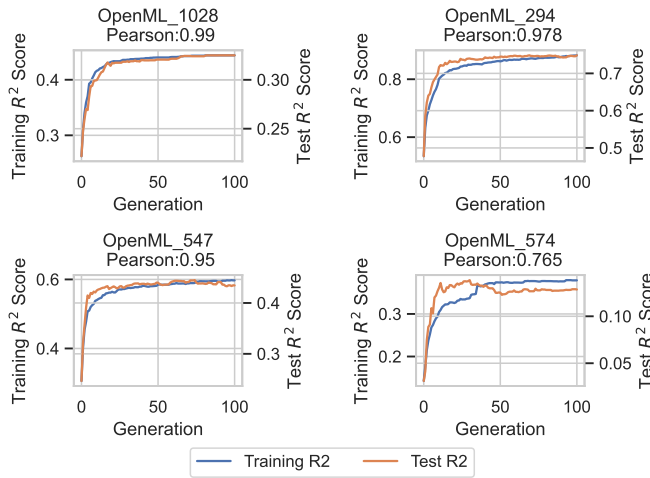 OpenML_1028
Pearson:0.99
Training R² Score
0.4
0.3
0.30
0.25
Test R² Score
0 50 100
Generation
OpenML_294
Pearson:0.978
Training R² Score
0.8
0.6
0.7
0.6
0.5
Test R² Score
0 50 100
Generation
OpenML_547
Pearson:0.95
Training R² Score
0.6
0.4
0.4
0.3
Test R² Score
0 50 100
Generation
OpenML_574
Pearson:0.765
Training R² Score
0.3
0.2
0.10
0.05
Test R² Score
0 50 100
Generation
Training R2 Test R2